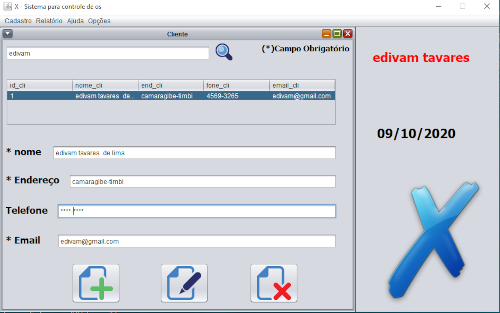 X - Sistema para controle de os
Cadastro Relatório Ajuda Opções
Cliente
edivam
(*)Campo Obrigatório
edivam tavares
id_cli nome_cli end_cli fone_cli email_cli
1 edivam tavares de... camaragibe-timbi 4569-3265 edivam@gmail.com
09/10/2020
* nome edivam tavares de lima
* Endereço camaragibe-timbi
Telefone **** ****
* Email edivam@gmail.com